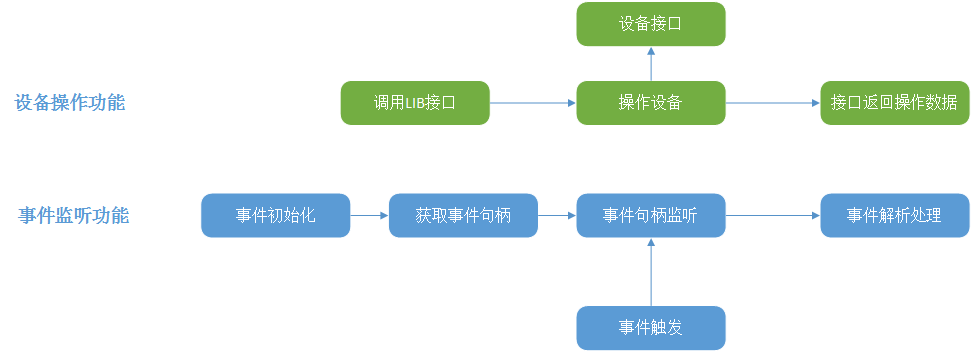 设备接口
设备操作功能
调用LIB接口
操作设备
接口返回操作数据
事件监听功能
事件初始化
获取事件句柄
事件句柄监听
事件解析处理
事件触发